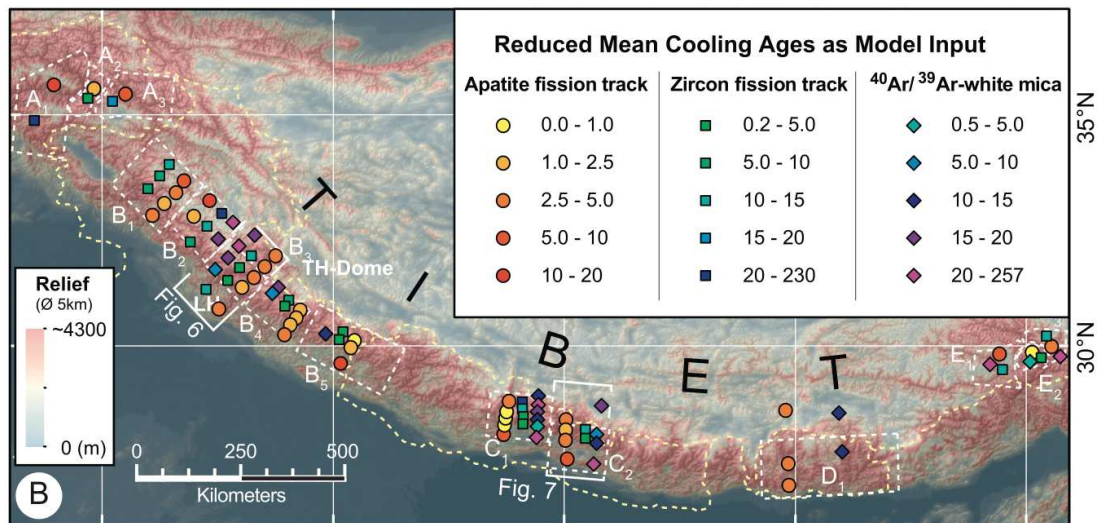 Reduced Mean Cooling Ages as Model Input
Apatite fission track
Zircon fission track
40Ar/ 39Ar-white mica
0.0 - 1.0
0.2 - 5.0
0.5 - 5.0
1.0 - 2.5
5.0 - 10
5.0 - 10
2.5 - 5.0
10 - 15
10 - 15
5.0 - 10
15 - 20
15 - 20
10 - 20
20 - 230
20 - 257
35°N
30°N
A1
A2
A3
B1
B2
B3
TH-Dome
LH
Fig. 6
B4
B5
T
I
B
E
T
C1
C2
Fig. 7
D1
E
E2
Relief
(Ø 5km)
~4300
0 (m)
0
250
500
Kilometers
B